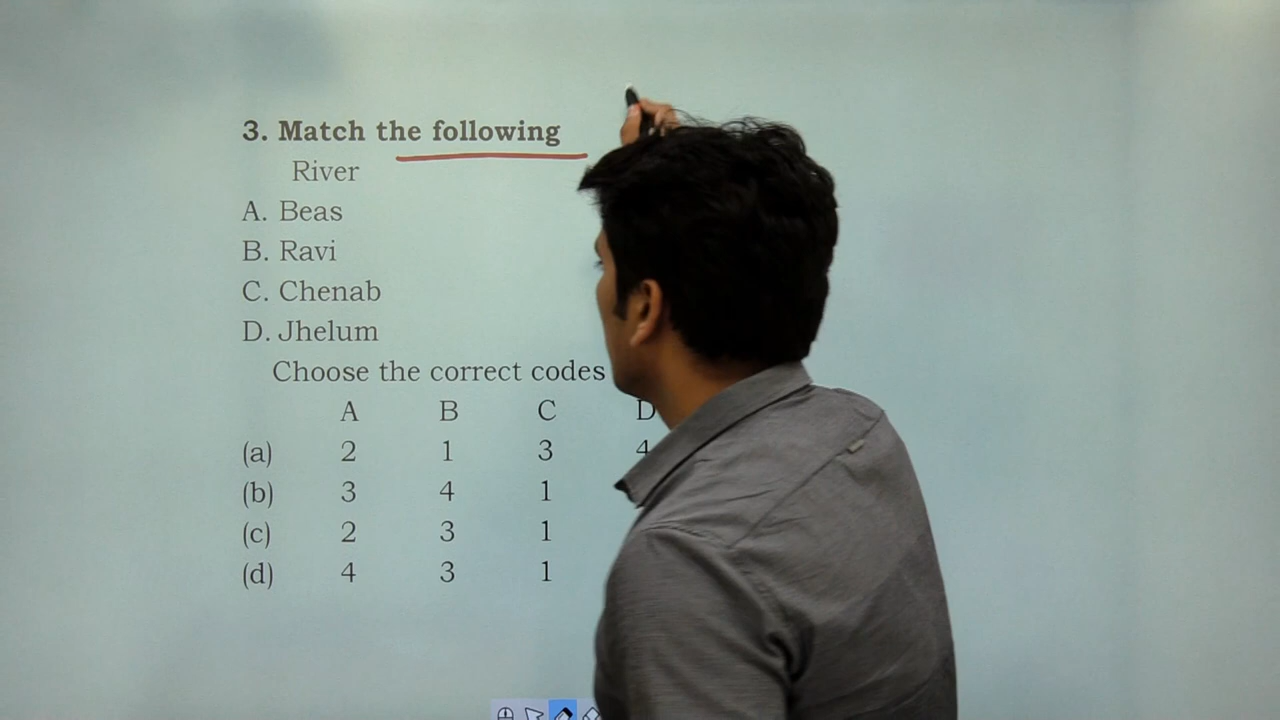 3. Match the following
River
A. Beas
B. Ravi
C. Chenab
D. Jhelum
Choose the correct codes
A B C D
(a) 2 1 3 4
(b) 3 4 1
(c) 2 3 1
(d) 4 3 1